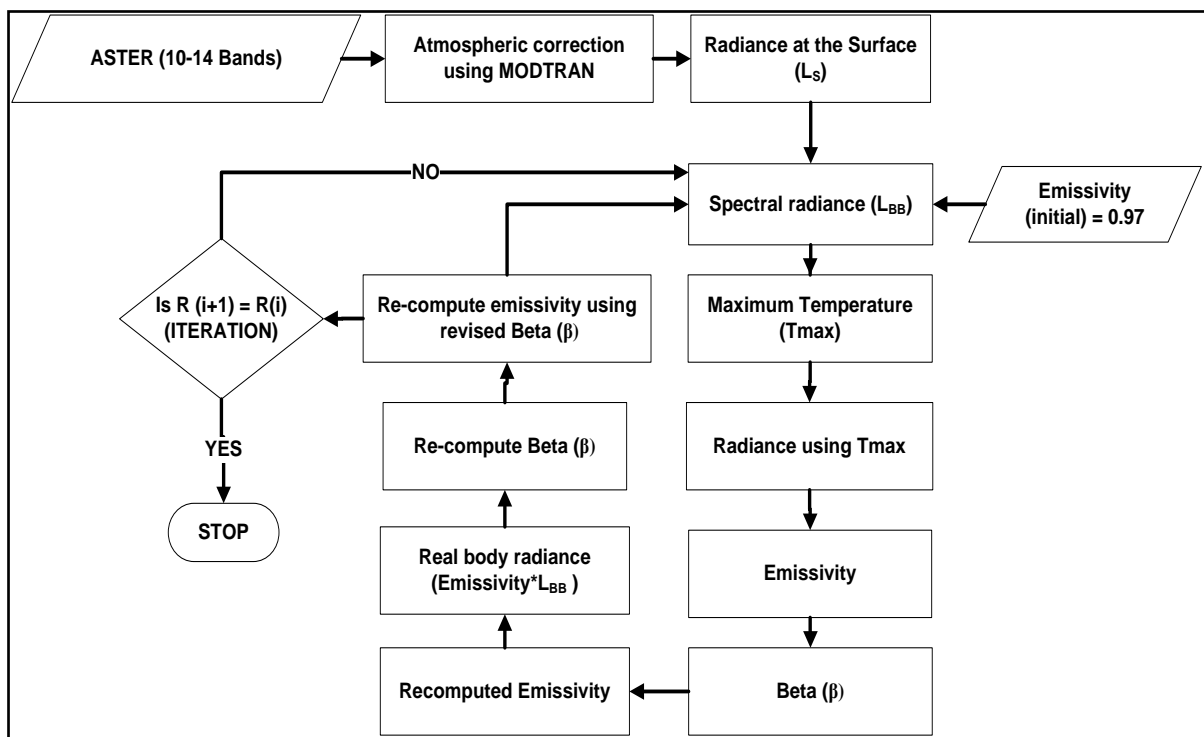 ASTER (10-14 Bands)
Atmospheric correction
using MODTRAN
Radiance at the Surface
(LS)
NO
Spectral radiance (LBB)
Emissivity
(initial) = 0.97
Is R (i+1) = R(i)
(ITERATION)
Re-compute emissivity using
revised Beta (β)
Maximum Temperature
(Tmax)
YES
Re-compute Beta (β)
Radiance using Tmax
STOP
Real body radiance
(Emissivity*LBB )
Emissivity
Recomputed Emissivity
Beta (β)